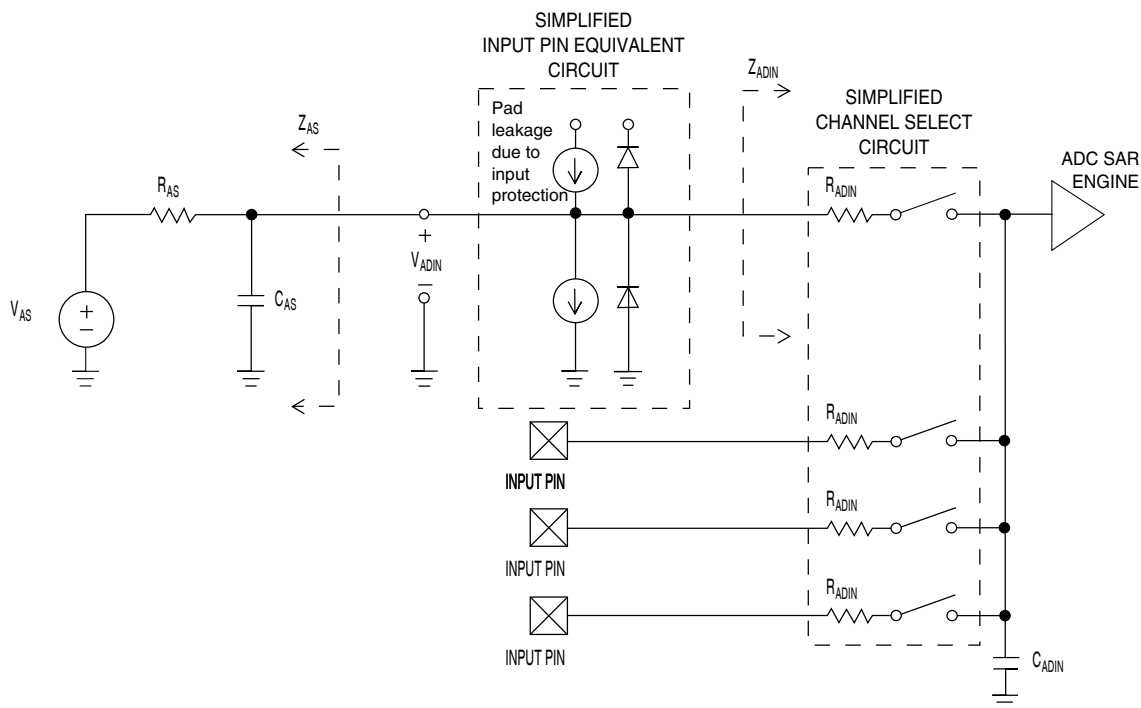 SIMPLIFIED
INPUT PIN EQUIVALENT
CIRCUIT
Pad
leakage
due to
input
protection
Z_ADIN
SIMPLIFIED
CHANNEL SELECT
CIRCUIT
ADC SAR
ENGINE
Z_AS
R_AS
R_ADIN
+
V_ADIN
–
C_AS
V_AS
+
–
R_ADIN
INPUT PIN
R_ADIN
INPUT PIN
R_ADIN
INPUT PIN
C_ADIN